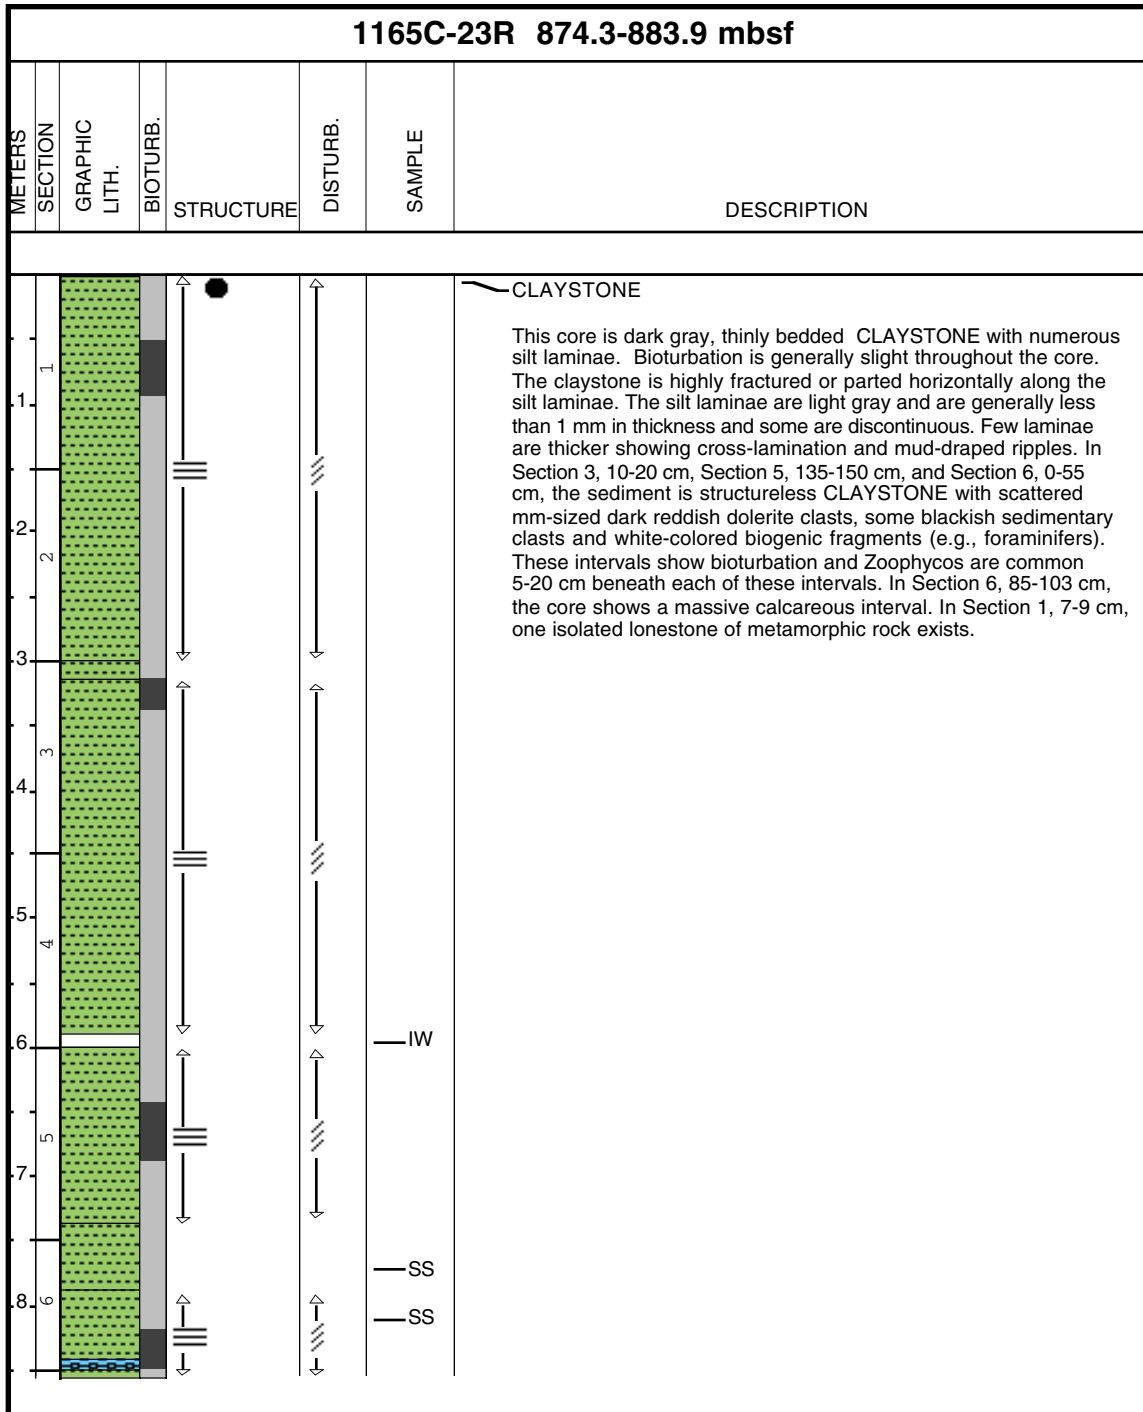 1165C-23R 874.3-883.9 mbsf
METERS
SECTION
GRAPHIC
LITH.
BIOTURB.
STRUCTURE
DISTURB.
SAMPLE
DESCRIPTION
CLAYSTONE
This core is dark gray, thinly bedded CLAYSTONE with numerous
silt laminae. Bioturbation is generally slight throughout the core.
The claystone is highly fractured or parted horizontally along the
silt laminae. The silt laminae are light gray and are generally less
than 1 mm in thickness and some are discontinuous. Few laminae
are thicker showing cross-lamination and mud-draped ripples. In
Section 3, 10-20 cm, Section 5, 135-150 cm, and Section 6, 0-55
cm, the sediment is structureless CLAYSTONE with scattered
mm-sized dark reddish dolerite clasts, some blackish sedimentary
clasts and white-colored biogenic fragments (e.g., foraminifers).
These intervals show bioturbation and Zoophycos are common
5-20 cm beneath each of these intervals. In Section 6, 85-103 cm,
the core shows a massive calcareous interval. In Section 1, 7-9 cm,
one isolated lonestone of metamorphic rock exists.
1
1
2
2
3
3
4
5
4
6
IW
5
7
SS
8
6
SS